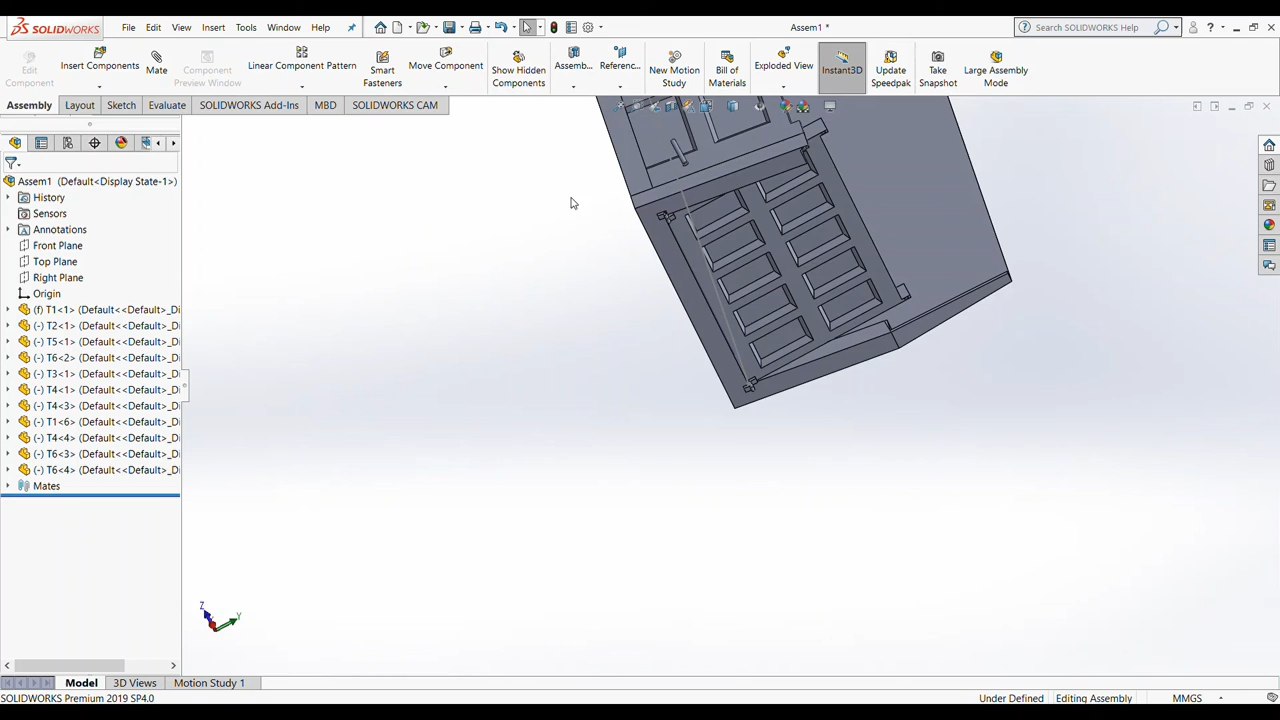 SOLIDWORKS File Edit View Insert Tools Window Help Assem1 * Search SOLIDWORKS Help
Edit Component
Insert Components
Mate
Component Preview Window
Linear Component Pattern
Smart Fasteners
Move Component
Show Hidden Components
Assemb...
Referenc...
New Motion Study
Bill of Materials
Exploded View
Instant3D
Update Speedpak
Take Snapshot
Large Assembly Mode
Assembly Layout Sketch Evaluate SOLIDWORKS Add-Ins MBD SOLIDWORKS CAM
Assem1 (Default<Display State-1>)
History
Sensors
Annotations
Front Plane
Top Plane
Right Plane
Origin
(f) T1<1> (Default<<Default>_Di
(-) T2<1> (Default<<Default>_Di
(-) T5<1> (Default<<Default>_Di
(-) T6<2> (Default<<Default>_Di
(-) T3<1> (Default<<Default>_Di
(-) T4<1> (Default<<Default>_Di
(-) T4<3> (Default<<Default>_Di
(-) T1<6> (Default<<Default>_Di
(-) T4<4> (Default<<Default>_Di
(-) T6<3> (Default<<Default>_Di
(-) T6<4> (Default<<Default>_Di
Mates
Z
Y
Model 3D Views Motion Study 1
SOLIDWORKS Premium 2019 SP4.0 Under Defined Editing Assembly MMGS